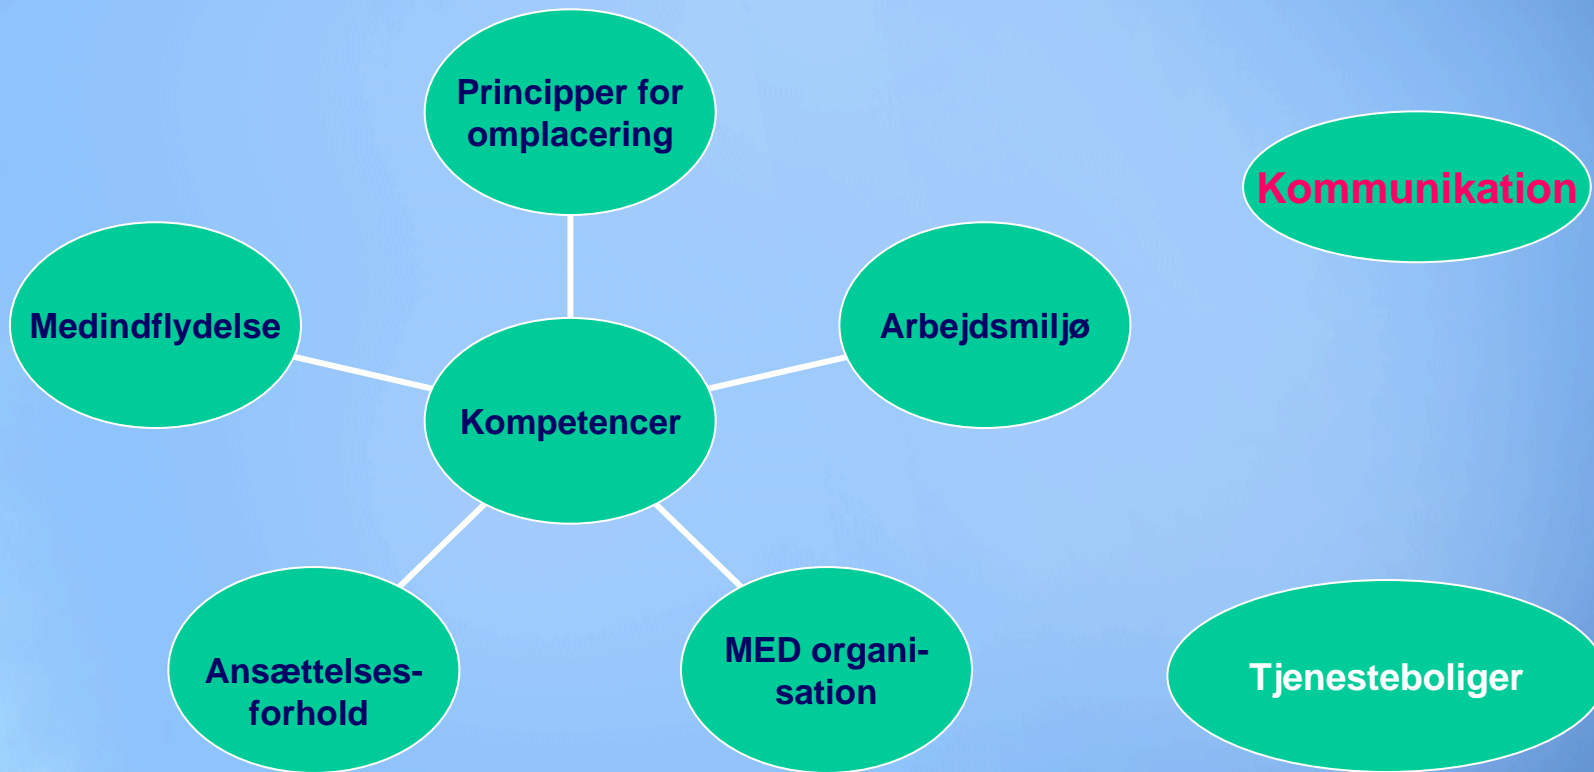 Principper for
omplacering
Kommunikation
Medindflydelse
Arbejdsmiljø
Kompetencer
Ansættelses-
forhold
MED organi-
sation
Tjenesteboliger